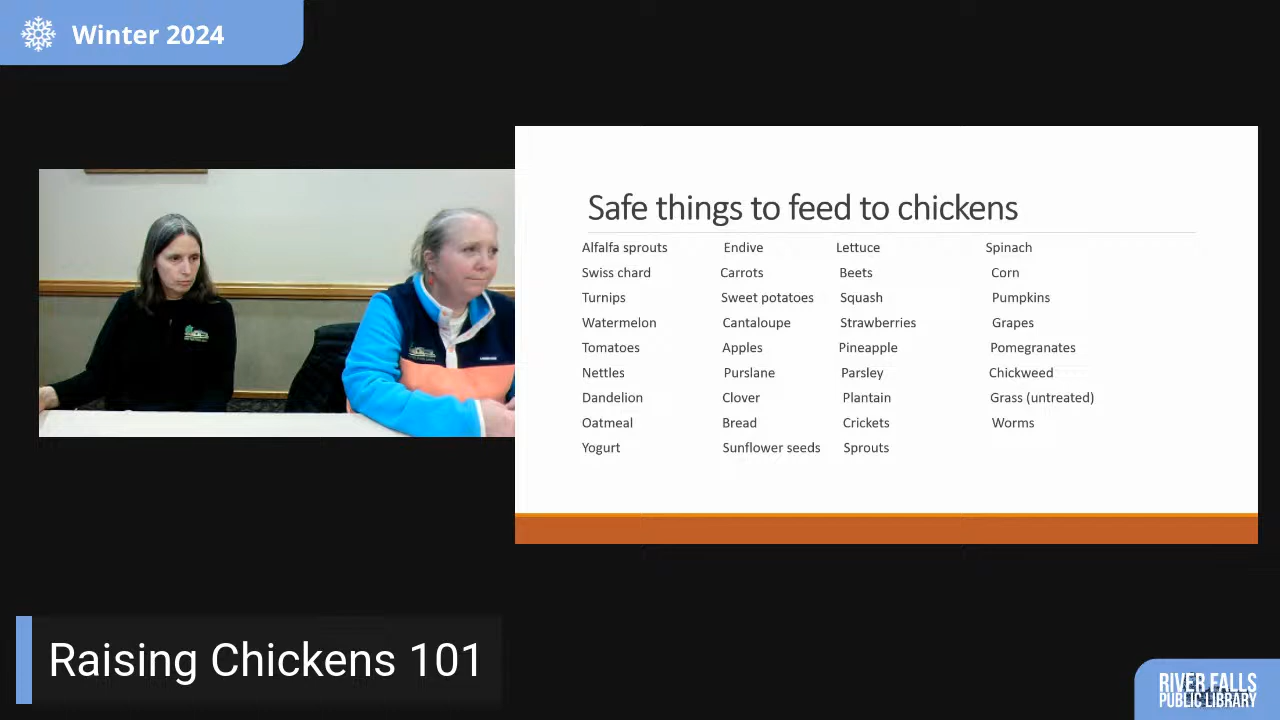 Winter 2024
Safe things to feed to chickens
Alfalfa sprouts Endive Lettuce Spinach
Swiss chard Carrots Beets Corn
Turnips Sweet potatoes Squash Pumpkins
Watermelon Cantaloupe Strawberries Grapes
Tomatoes Apples Pineapple Pomegranates
Nettles Purslane Parsley Chickweed
Dandelion Clover Plantain Grass (untreated)
Oatmeal Bread Crickets Worms
Yogurt Sunflower seeds Sprouts
Raising Chickens 101
RIVER FALLS
PUBLIC LIBRARY